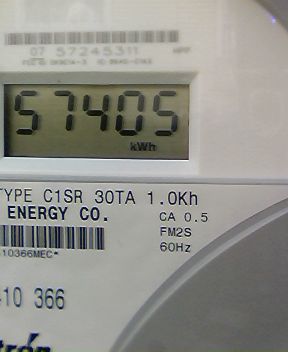 07 57245311
57405
kWh
TYPE C1SR 30TA 1.0Kh
ENERGY CO.
CA 0.5
FM2S
60Hz
10366MEC*
10 366
trón